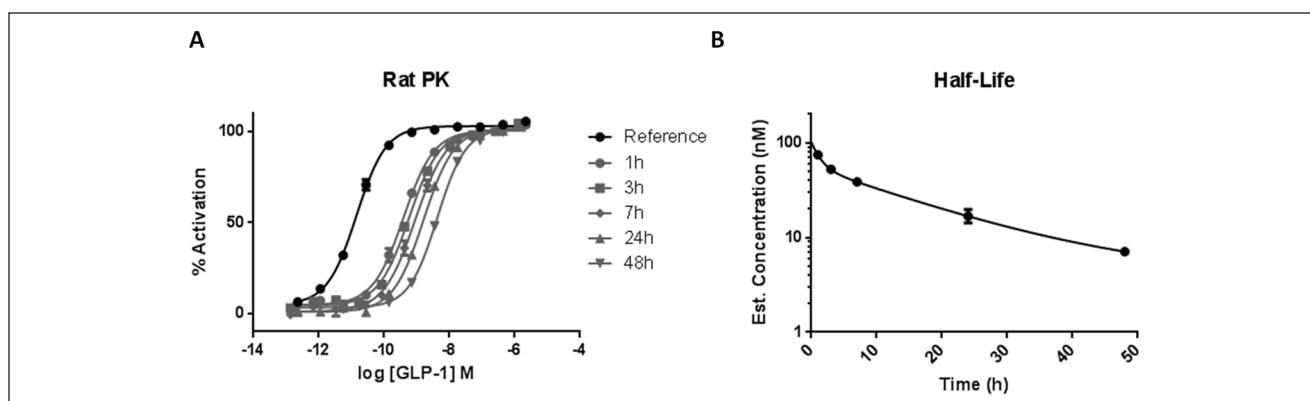 A
Rat PK
% Activation
100
50
0
-14 -12 -10 -8 -6 -4
log [GLP-1] M
Reference
1h
3h
7h
24h
48h
B
Half-Life
Est. Concentration (nM)
100
10
1
0 10 20 30 40 50
Time (h)